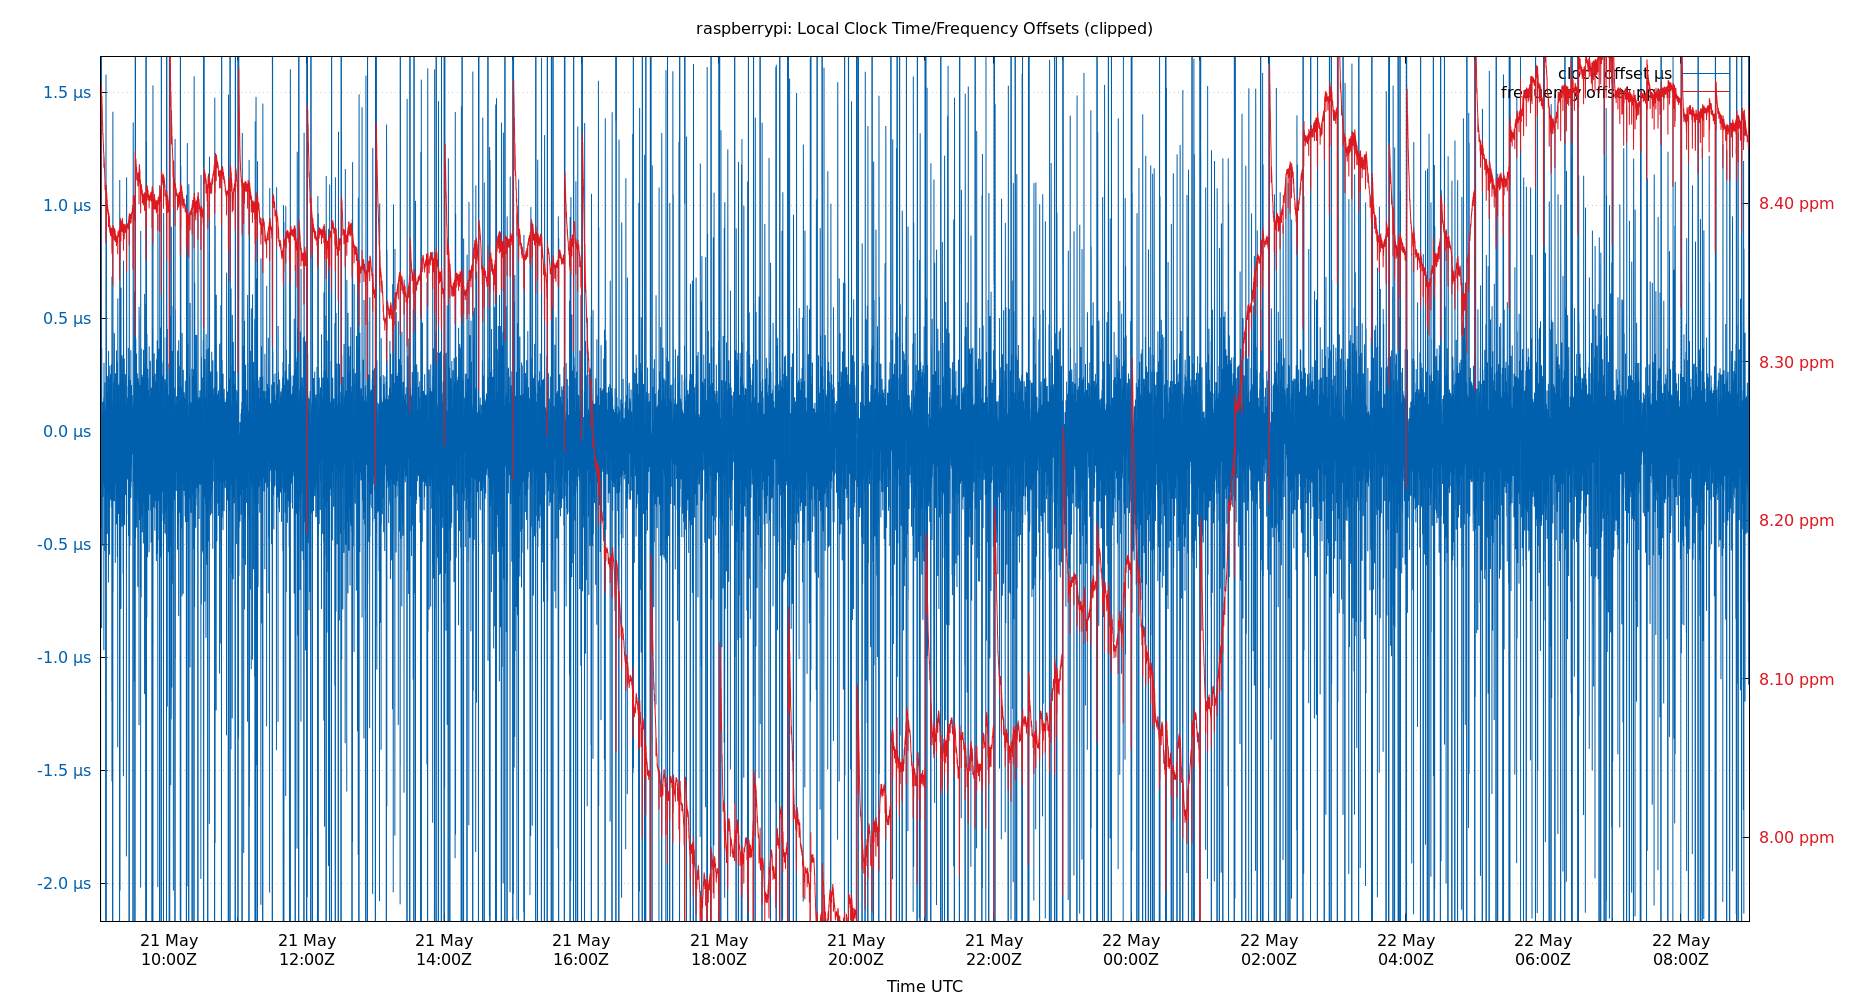 raspberrypi: Local Clock Time/Frequency Offsets (clipped)
clock offset µs
frequency offset ppm
1.5 µs
1.0 µs
0.5 µs
0.0 µs
-0.5 µs
-1.0 µs
-1.5 µs
-2.0 µs
8.40 ppm
8.30 ppm
8.20 ppm
8.10 ppm
8.00 ppm
21 May
10:00Z
21 May
12:00Z
21 May
14:00Z
21 May
16:00Z
21 May
18:00Z
21 May
20:00Z
21 May
22:00Z
22 May
00:00Z
22 May
02:00Z
22 May
04:00Z
22 May
06:00Z
22 May
08:00Z
Time UTC